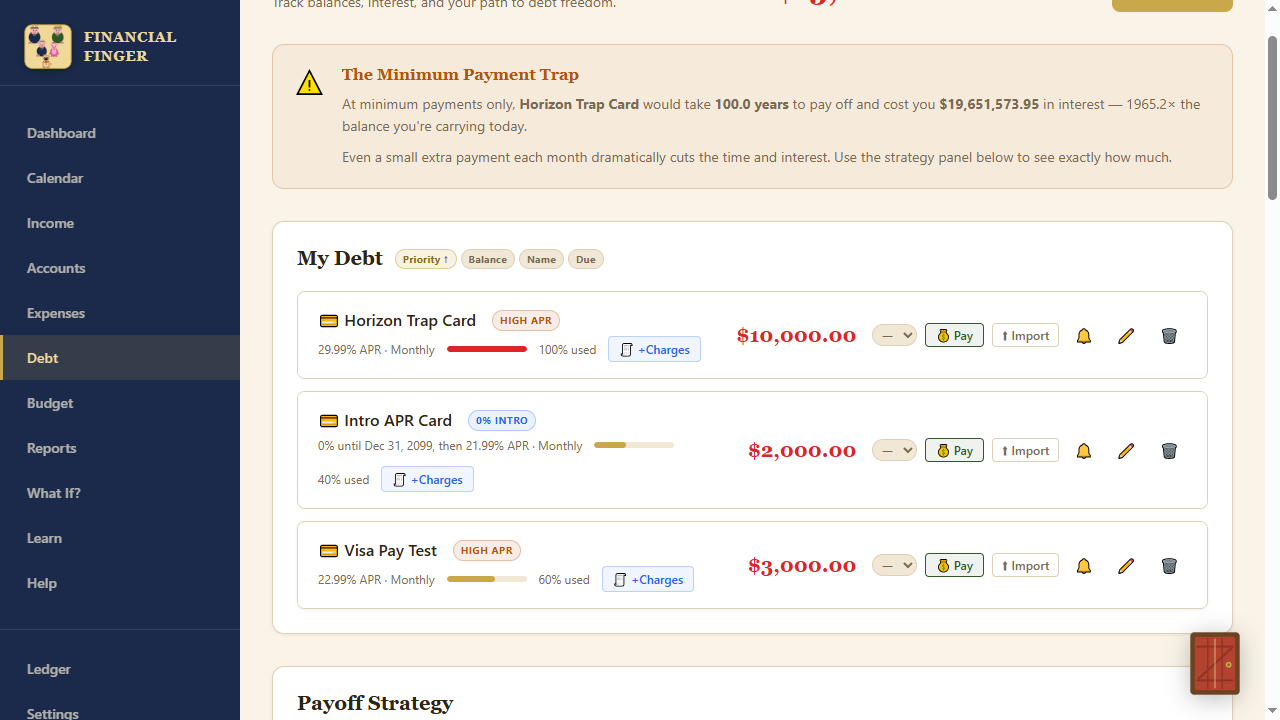 FINANCIAL
FINGER
Dashboard
Calendar
Income
Accounts
Expenses
Debt
Budget
Reports
What If?
Learn
Help
Ledger
Settings
Track balances, interest, and your path to debt freedom.
The Minimum Payment Trap
At minimum payments only, Horizon Trap Card would take 100.0 years to pay off and cost you $19,651,573.95 in interest — 1965.2× the
balance you're carrying today.
Even a small extra payment each month dramatically cuts the time and interest. Use the strategy panel below to see exactly how much.
My Debt Priority ↑ Balance Name Due
Horizon Trap Card HIGH APR
29.99% APR · Monthly 100% used +Charges
$10,000.00 — Pay ⬆ Import
Intro APR Card 0% INTRO
0% until Dec 31, 2099, then 21.99% APR · Monthly
40% used +Charges
$2,000.00 — Pay ⬆ Import
Visa Pay Test HIGH APR
22.99% APR · Monthly 60% used +Charges
$3,000.00 — Pay ⬆ Import
Payoff Strategy